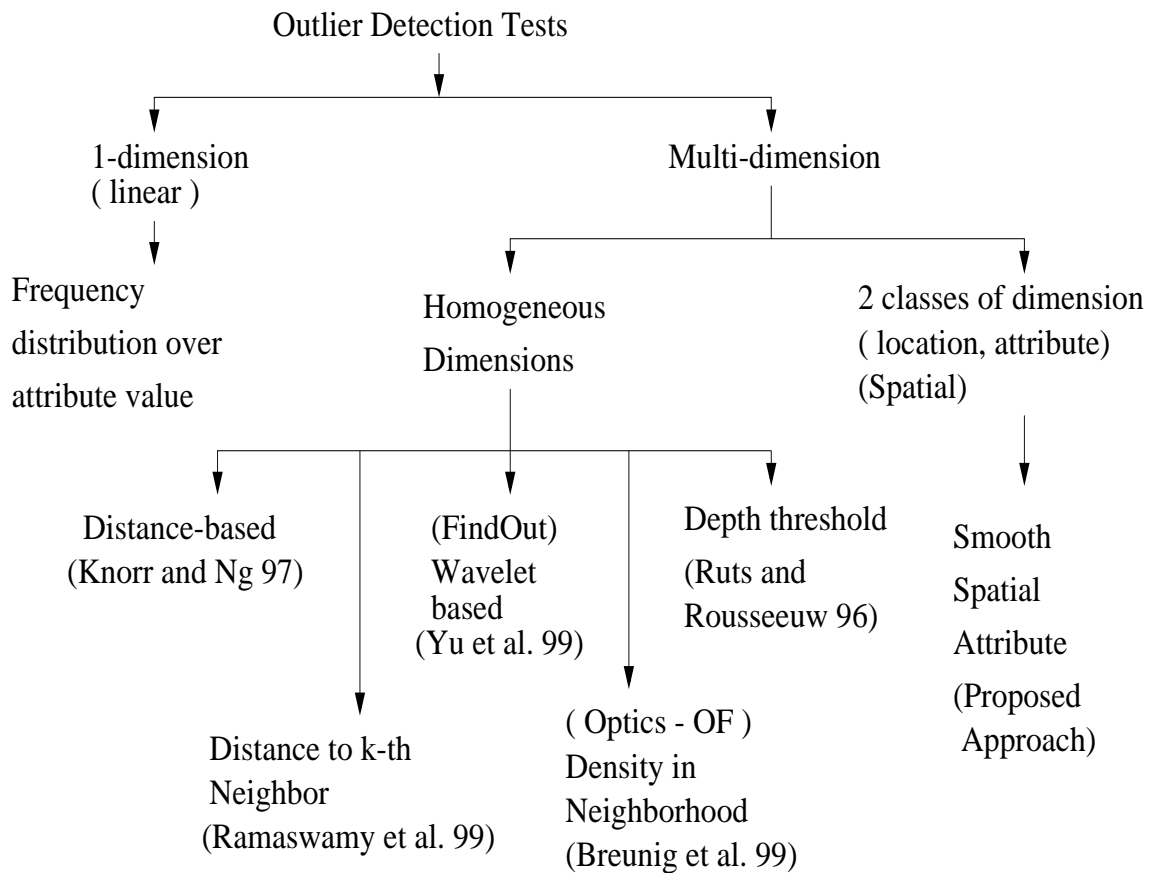 Outlier Detection Tests
1-dimension
( linear )
Multi-dimension
Frequency
distribution over
attribute value
Homogeneous
Dimensions
2 classes of dimension
( location, attribute)
(Spatial)
Distance-based
(Knorr and Ng 97)
(FindOut)
Wavelet
based
(Yu et al. 99)
Depth threshold
(Ruts and
Rousseeuw 96)
Smooth
Spatial
Attribute
(Proposed
Approach)
Distance to k-th
Neighbor
(Ramaswamy et al. 99)
( Optics - OF )
Density in
Neighborhood
(Breunig et al. 99)